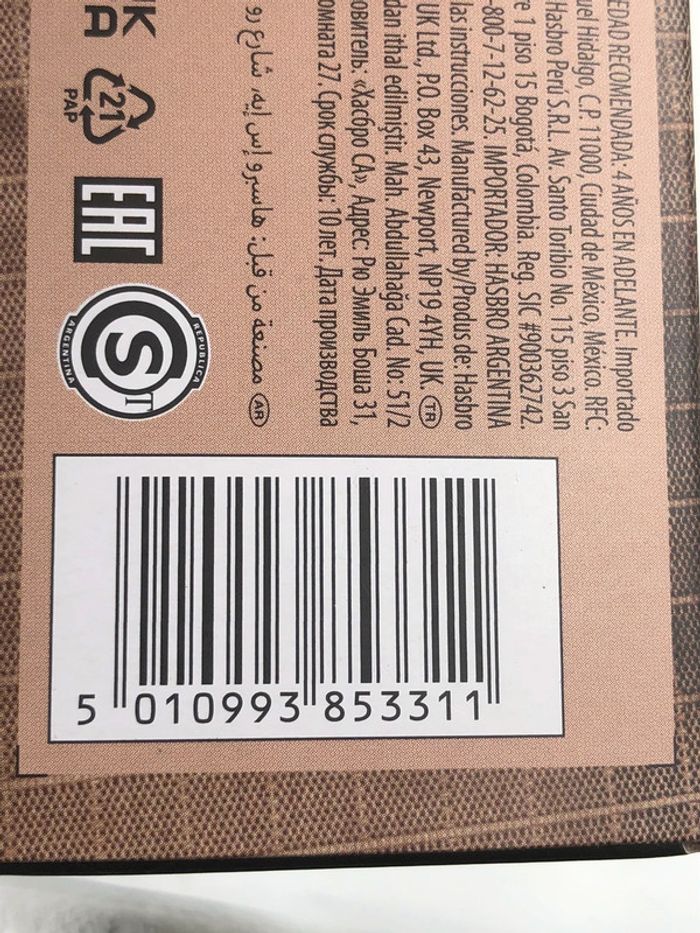 EDAD RECOMENDADA: 4 AÑOS EN ADELANTE. Importado
uel Hidalgo, C.P. 11000, Ciudad de México, México. RFC:
Hasbro Perú S.R.L. Av. Santo Toribio No. 115 piso 3 San
re 1 piso 15 Bogotá, Colombia. Reg. SIC #900362742.
-800-7-12-62-25. IMPORTADOR: HASBRO ARGENTINA
las instrucciones. Manufactured by/Produs de: Hasbro
UK Ltd., P.O. Box 43, Newport, NP19 4YH, UK. TR
dan ithal edilmiştir. Mah. Abdullahağa Cad. No: 51/2
овитель: «Хасбро СА», Адрес: Рю Эмиль Боша 31,
омната 27. Срок службы: 10 лет. Дата производства
AR مصنعة من قبل: هاسبرو إس إيه، شارع رو
UK
CA
21
PAP
EAC
REPUBLICA
S
T
ARGENTINA
5 010993 853311